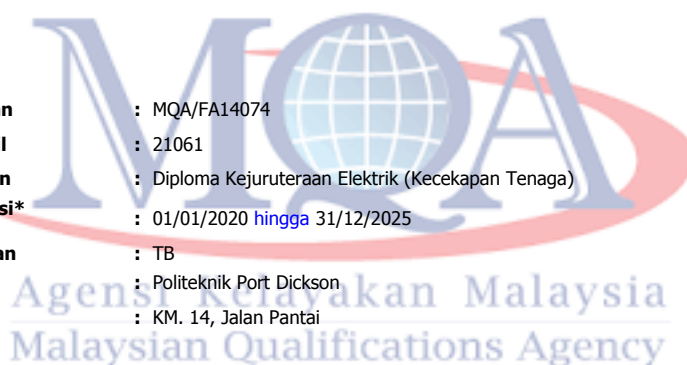 MQA
an : MQA/FA14074
l : 21061
n : Diploma Kejuruteraan Elektrik (Kecekapan Tenaga)
si* : 01/01/2020 hingga 31/12/2025
an : TB
: Politeknik Port Dickson
: KM. 14, Jalan Pantai
Agensi Kelayakan Malaysia
Malaysian Qualifications Agency